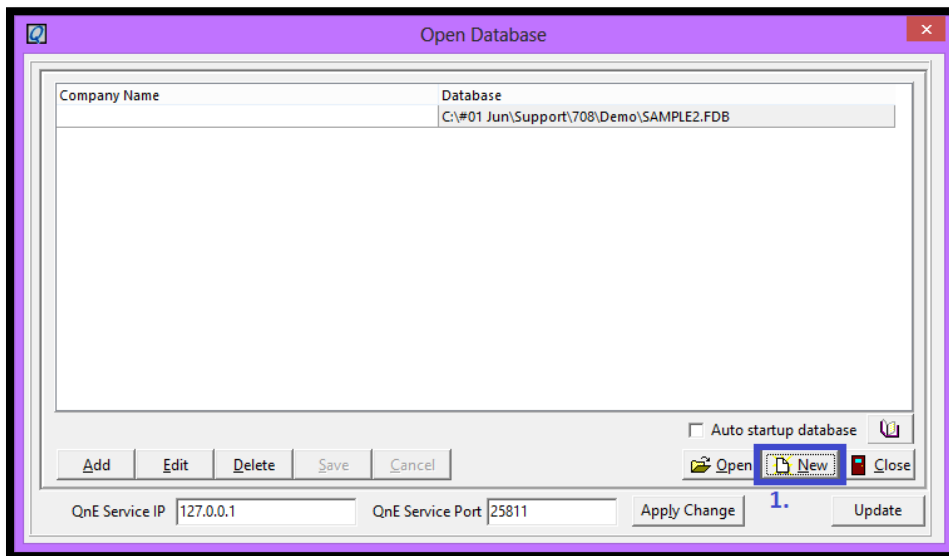 Open Database
Company Name Database
C:\#01 Jun\Support\708\Demo\SAMPLE2.FDB
Auto startup database
Add Edit Delete Save Cancel Open New Close
1.
QnE Service IP 127.0.0.1 QnE Service Port 25811 Apply Change Update